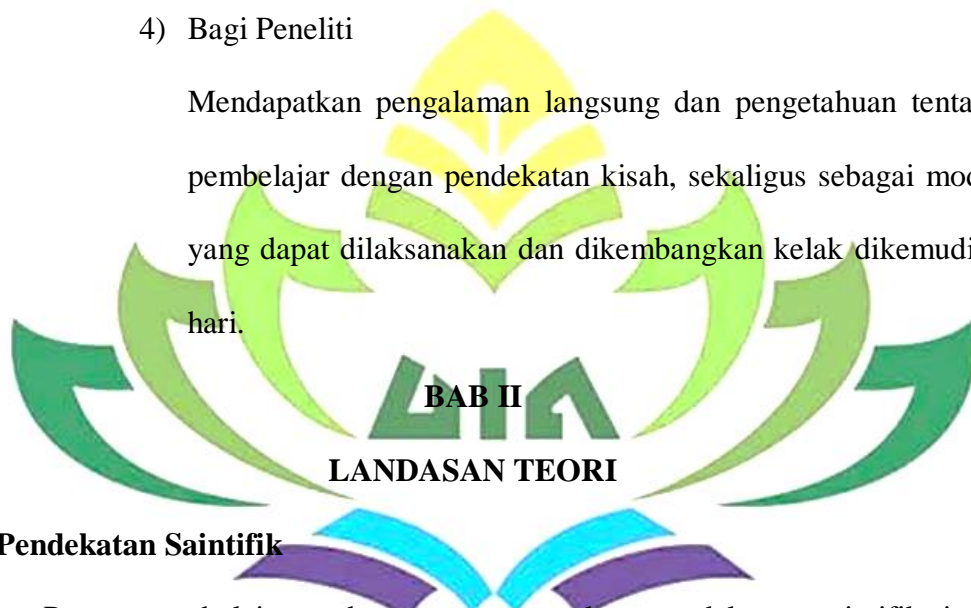 4) Bagi Peneliti
Mendapatkan pengalaman langsung dan pengetahuan tenta
pembelajar dengan pendekatan kisah, sekaligus sebagai mod
yang dapat dilaksanakan dan dikembangkan kelak dikemudi
hari.
BAB II
UIN
LANDASAN TEORI
Pendekatan Saintifik